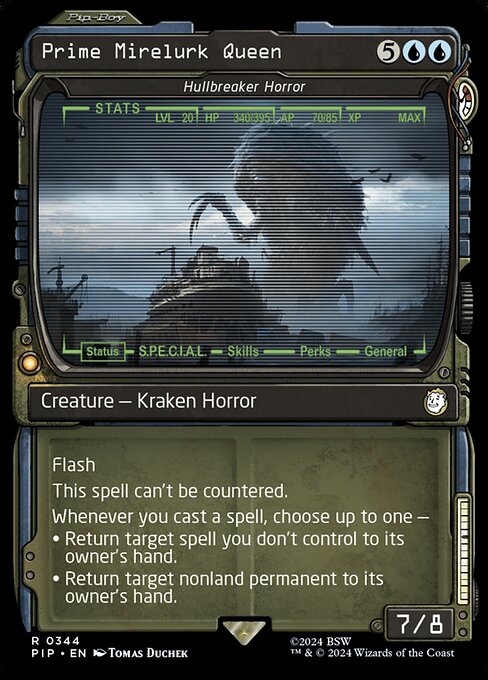 Pip-Boy
Prime Mirelurk Queen 5
Hullbreaker Horror
STATS
LVL 20 HP 340/395 AP 70/85 XP MAX
Status S.P.E.C.I.A.L. Skills Perks General
Creature — Kraken Horror
Flash
This spell can't be countered.
Whenever you cast a spell, choose up to one —
• Return target spell you don't control to its
owner's hand.
• Return target nonland permanent to its
owner's hand.
7/8
R 0344
PIP • EN Tomas Duchek
©2024 BSW
™ & © 2024 Wizards of the Coast